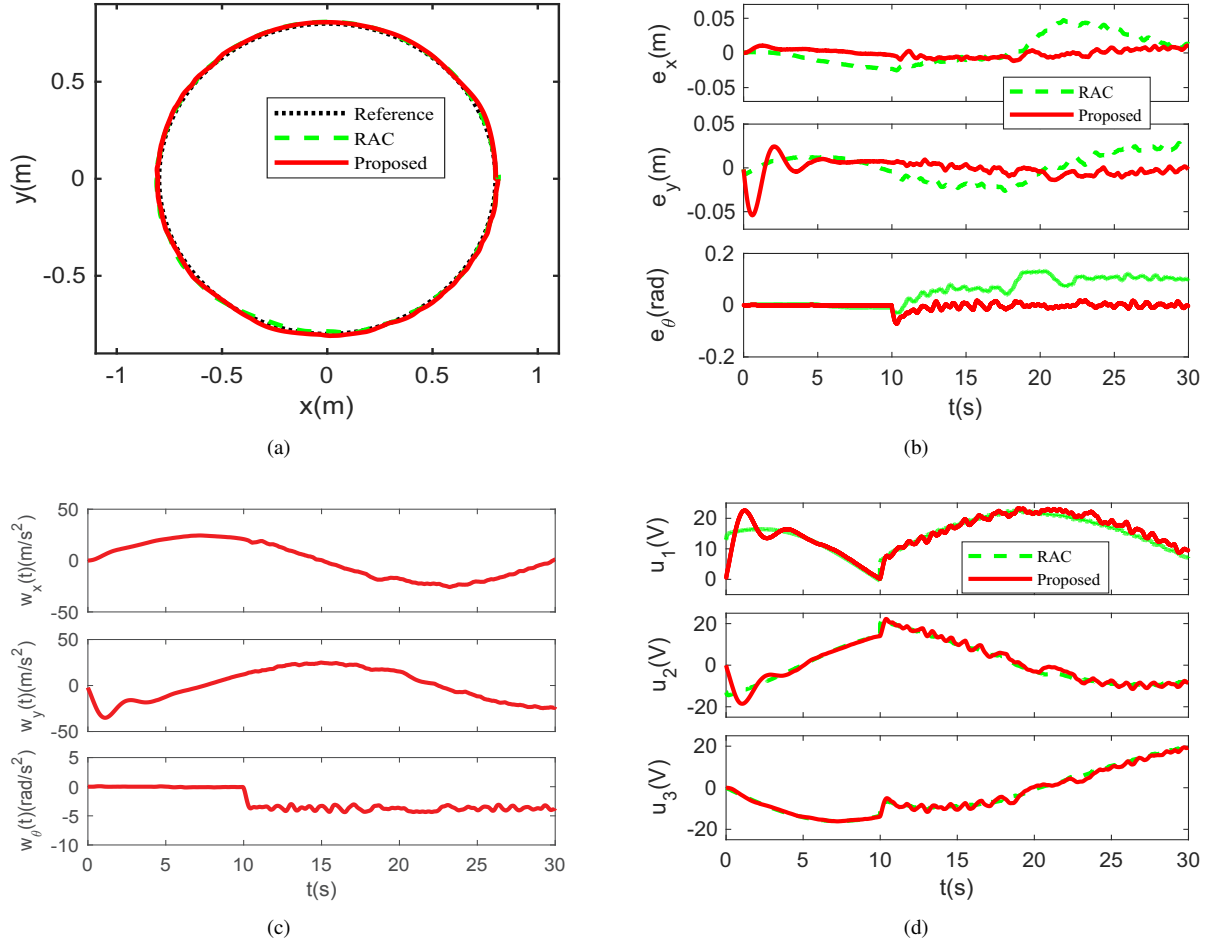 0.5
0
-0.5
y(m)
Reference
RAC
Proposed
-1
-0.5
0
0.5
1
x(m)
(a)
0.05
0
-0.05
e_x(m)
RAC
Proposed
0.05
0
-0.05
e_y(m)
0.2
0
-0.2
e_θ(rad)
0
5
10
15
20
25
30
t(s)
(b)
50
0
-50
w_x(t)(m/s^2)
50
0
-50
w_y(t)(m/s^2)
5
0
-5
-10
w_θ(t)(rad/s^2)
0
5
10
15
20
25
30
t(s)
(c)
20
10
0
u_1(V)
RAC
Proposed
20
0
-20
u_2(V)
20
0
-20
u_3(V)
0
5
10
15
20
25
30
t(s)
(d)